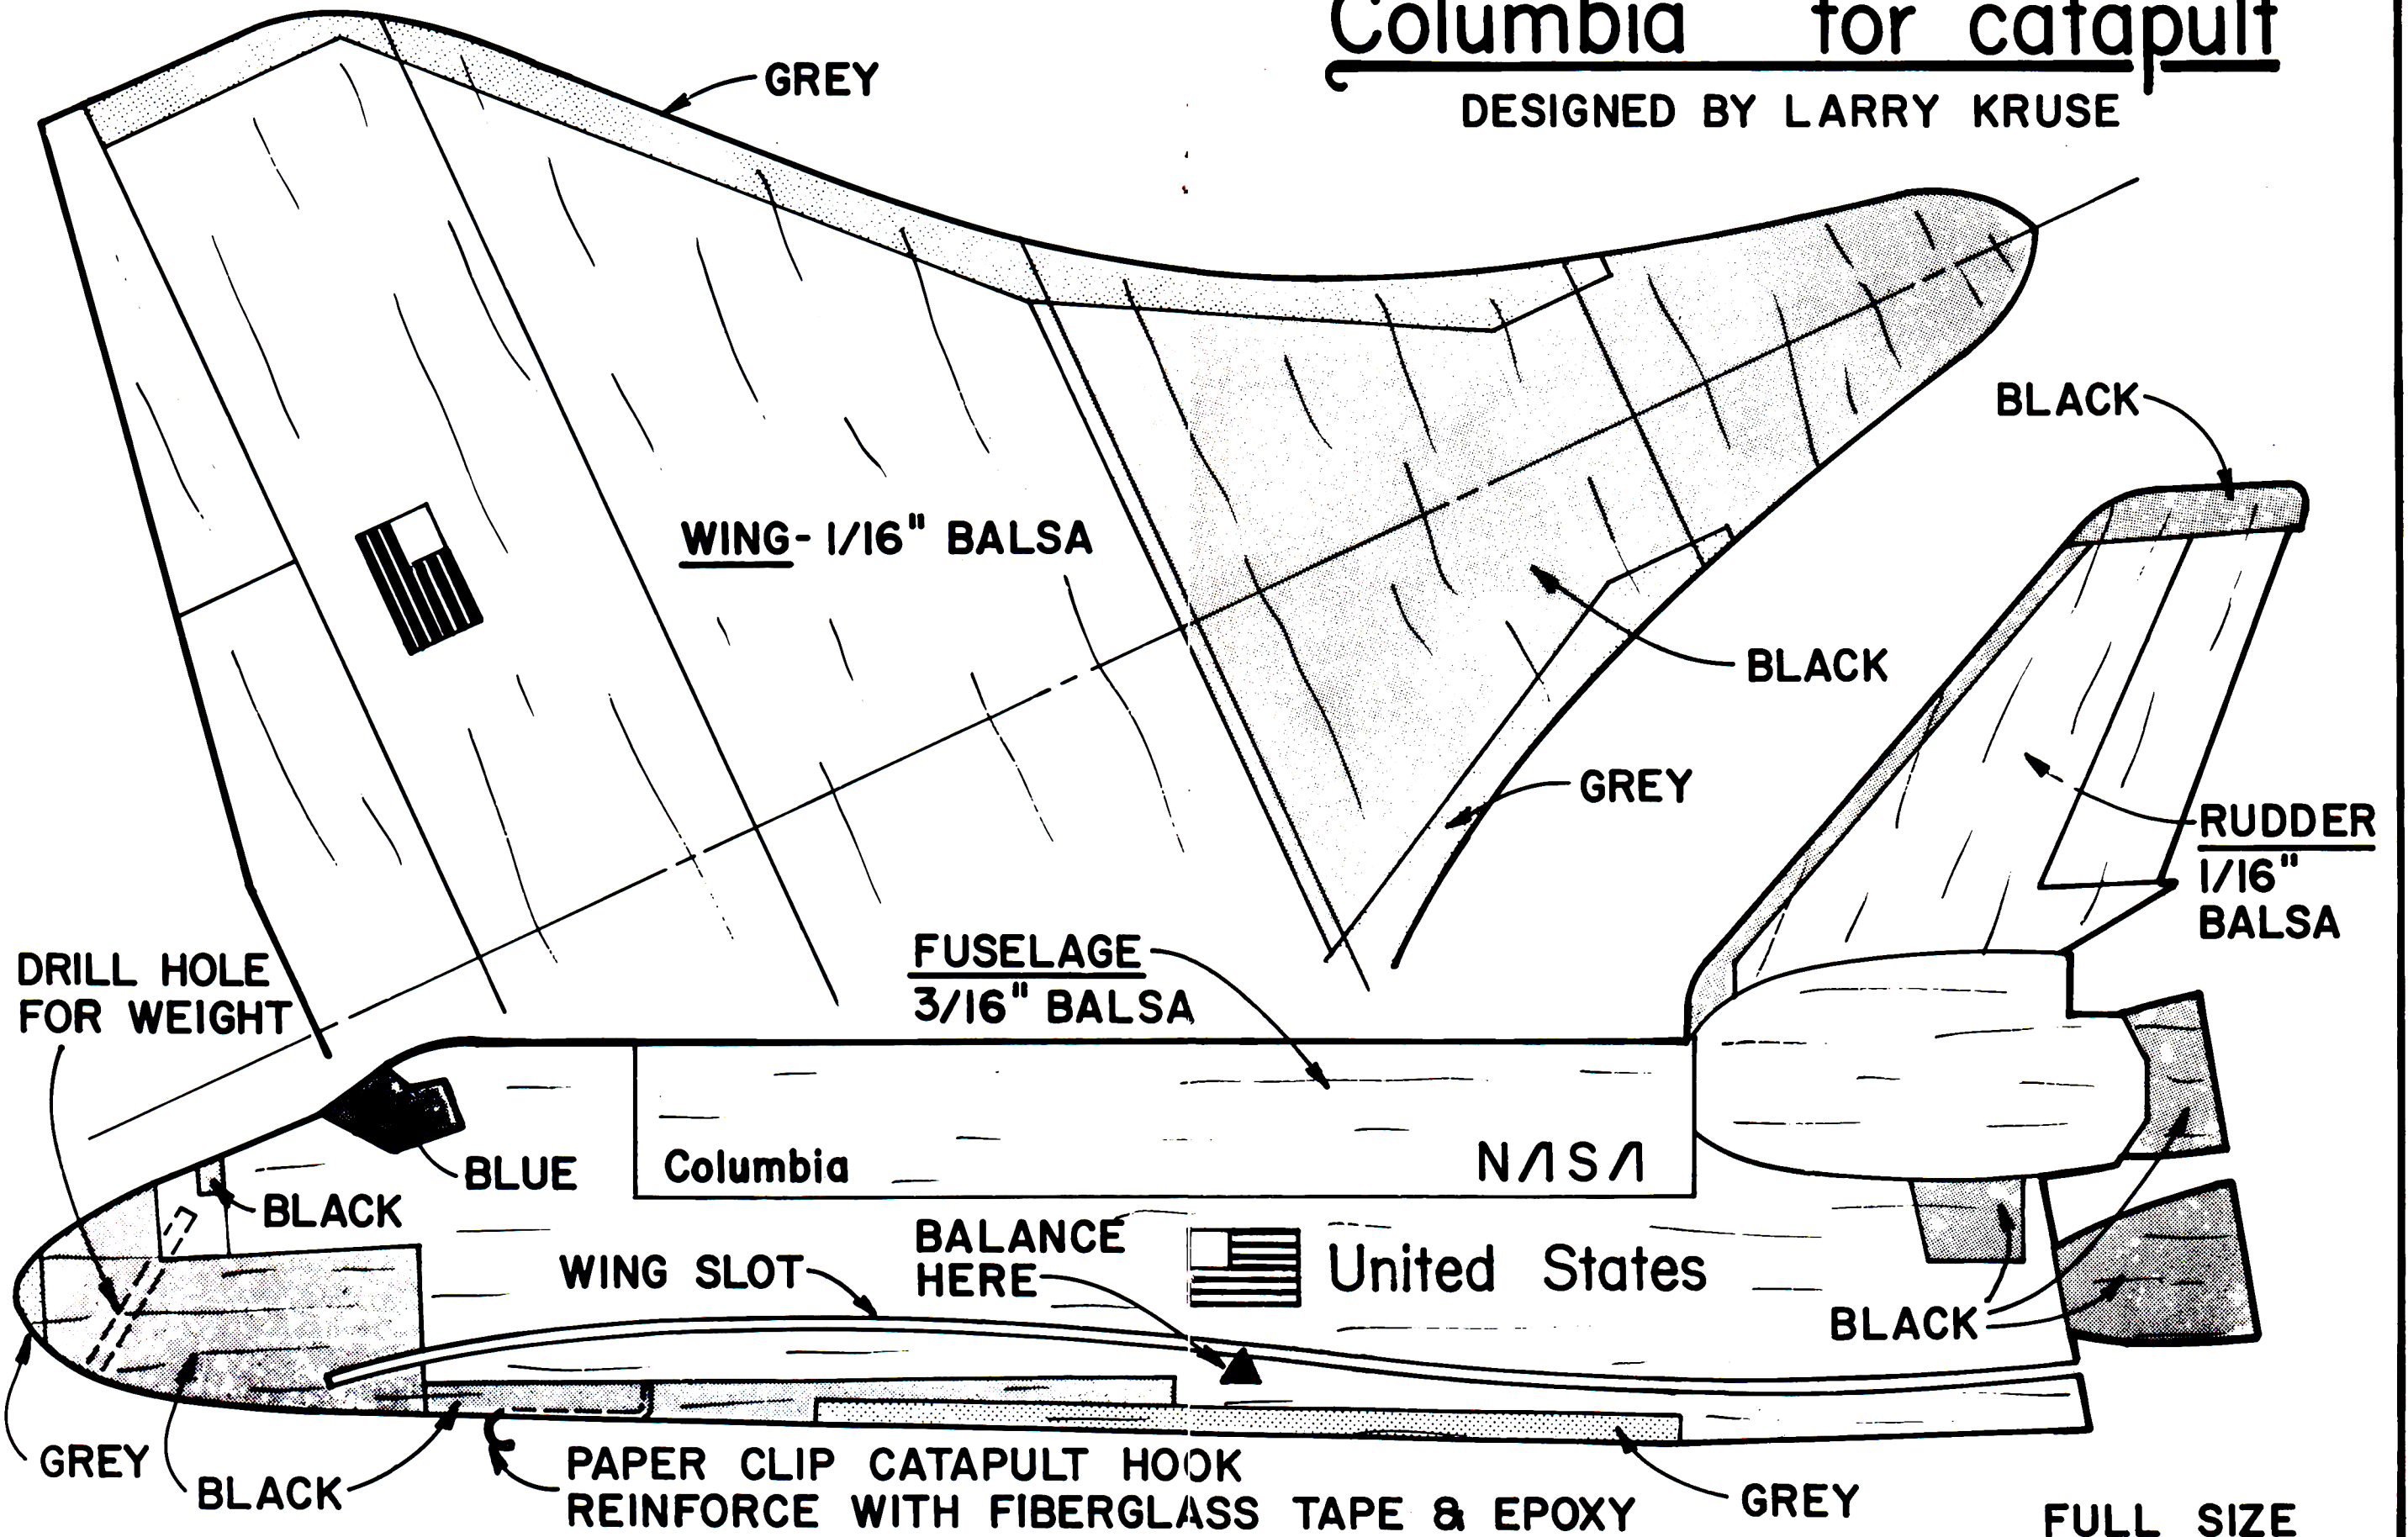 Columbia for catapult
DESIGNED BY LARRY KRUSE
GREY
BLACK
WING - 1/16" BALSA
BLACK
GREY
RUDDER
1/16"
BALSA
FUSELAGE
3/16" BALSA
DRILL HOLE
FOR WEIGHT
BLUE
BLACK
Columbia
NASA
WING SLOT
BALANCE
HERE
United States
BLACK
GREY
BLACK
PAPER CLIP CATAPULT HOOK
REINFORCE WITH FIBERGLASS TAPE & EPOXY
GREY
FULL SIZE